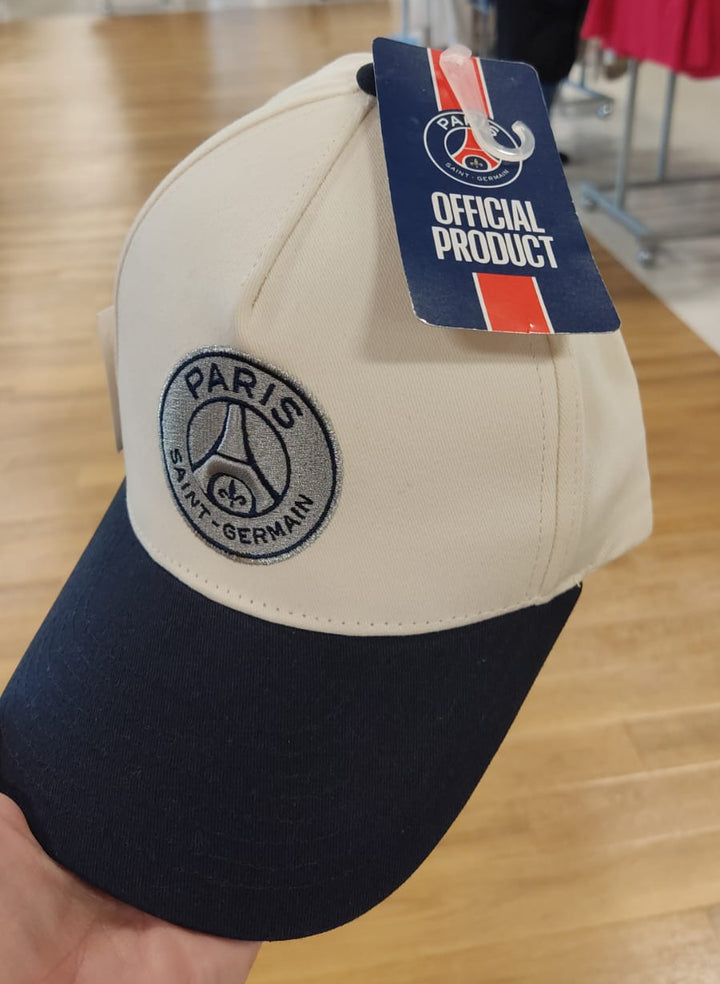 PARIS
SAINT-GERMAIN
OFFICIAL
PRODUCT
PARIS
SAINT-GERMAIN